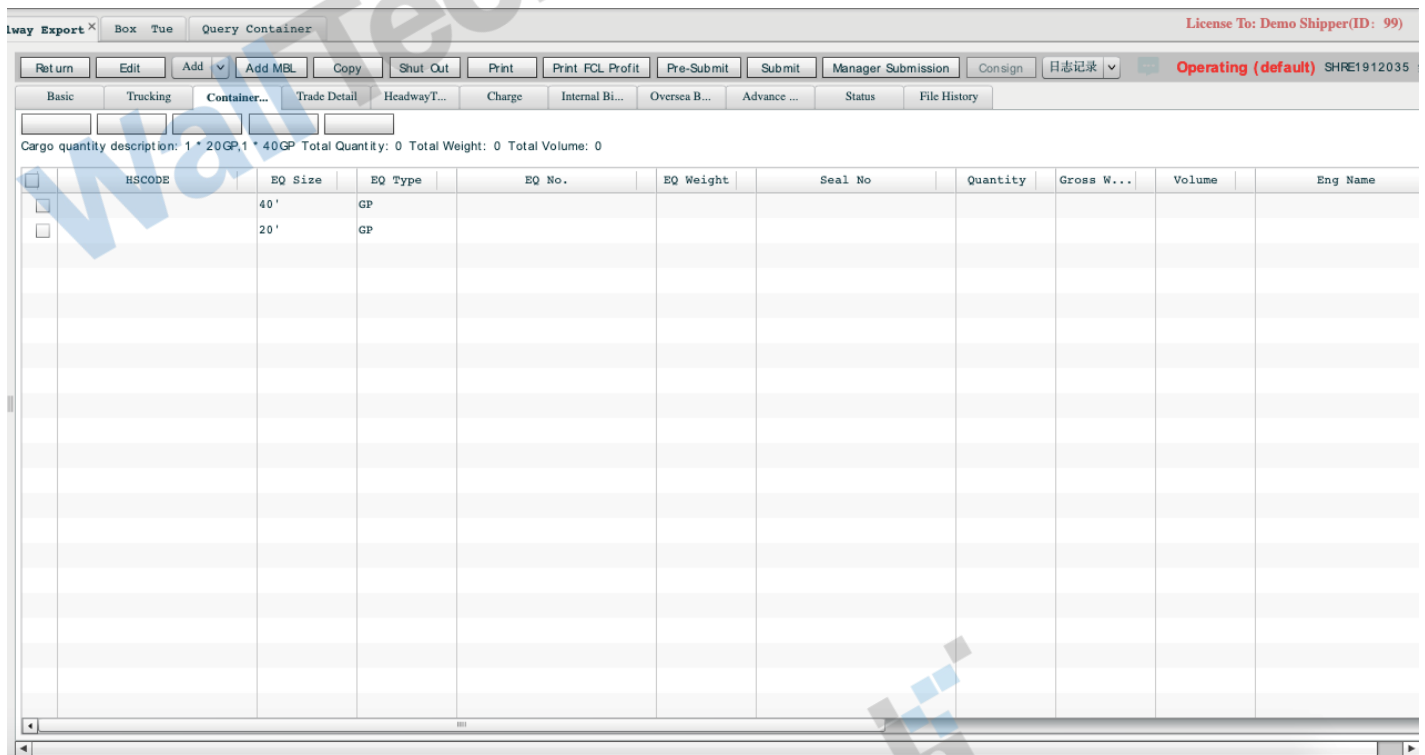 lway Export × Box Tue Query Container License To: Demo Shipper(ID: 99)
Return Edit Add Add MBL Copy Shut Out Print Print FCL Profit Pre-Submit Submit Manager Submission Consign 日志记录 Operating (default) SHRE1912035
Basic Trucking Container... Trade Detail HeadwayT... Charge Internal Bi... Oversea B... Advance ... Status File History
Cargo quantity description: 1 * 20GP,1 * 40GP Total Quantity: 0 Total Weight: 0 Total Volume: 0
HSCODE EQ Size EQ Type EQ No. EQ Weight Seal No Quantity Gross W... Volume Eng Name
40' GP
20' GP
WallTech